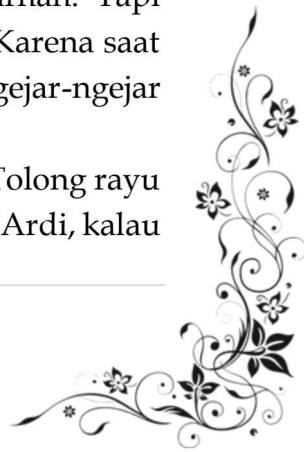 Tapi
Karena saat
gejar-ngejar
Tolong rayu
Ardi, kalau